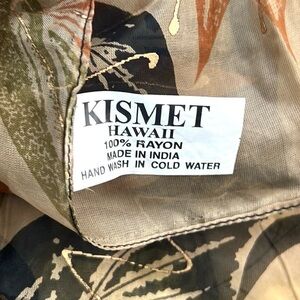 KISMET
HAWAII
100% RAYON
MADE IN INDIA
HAND WASH IN COLD WATER